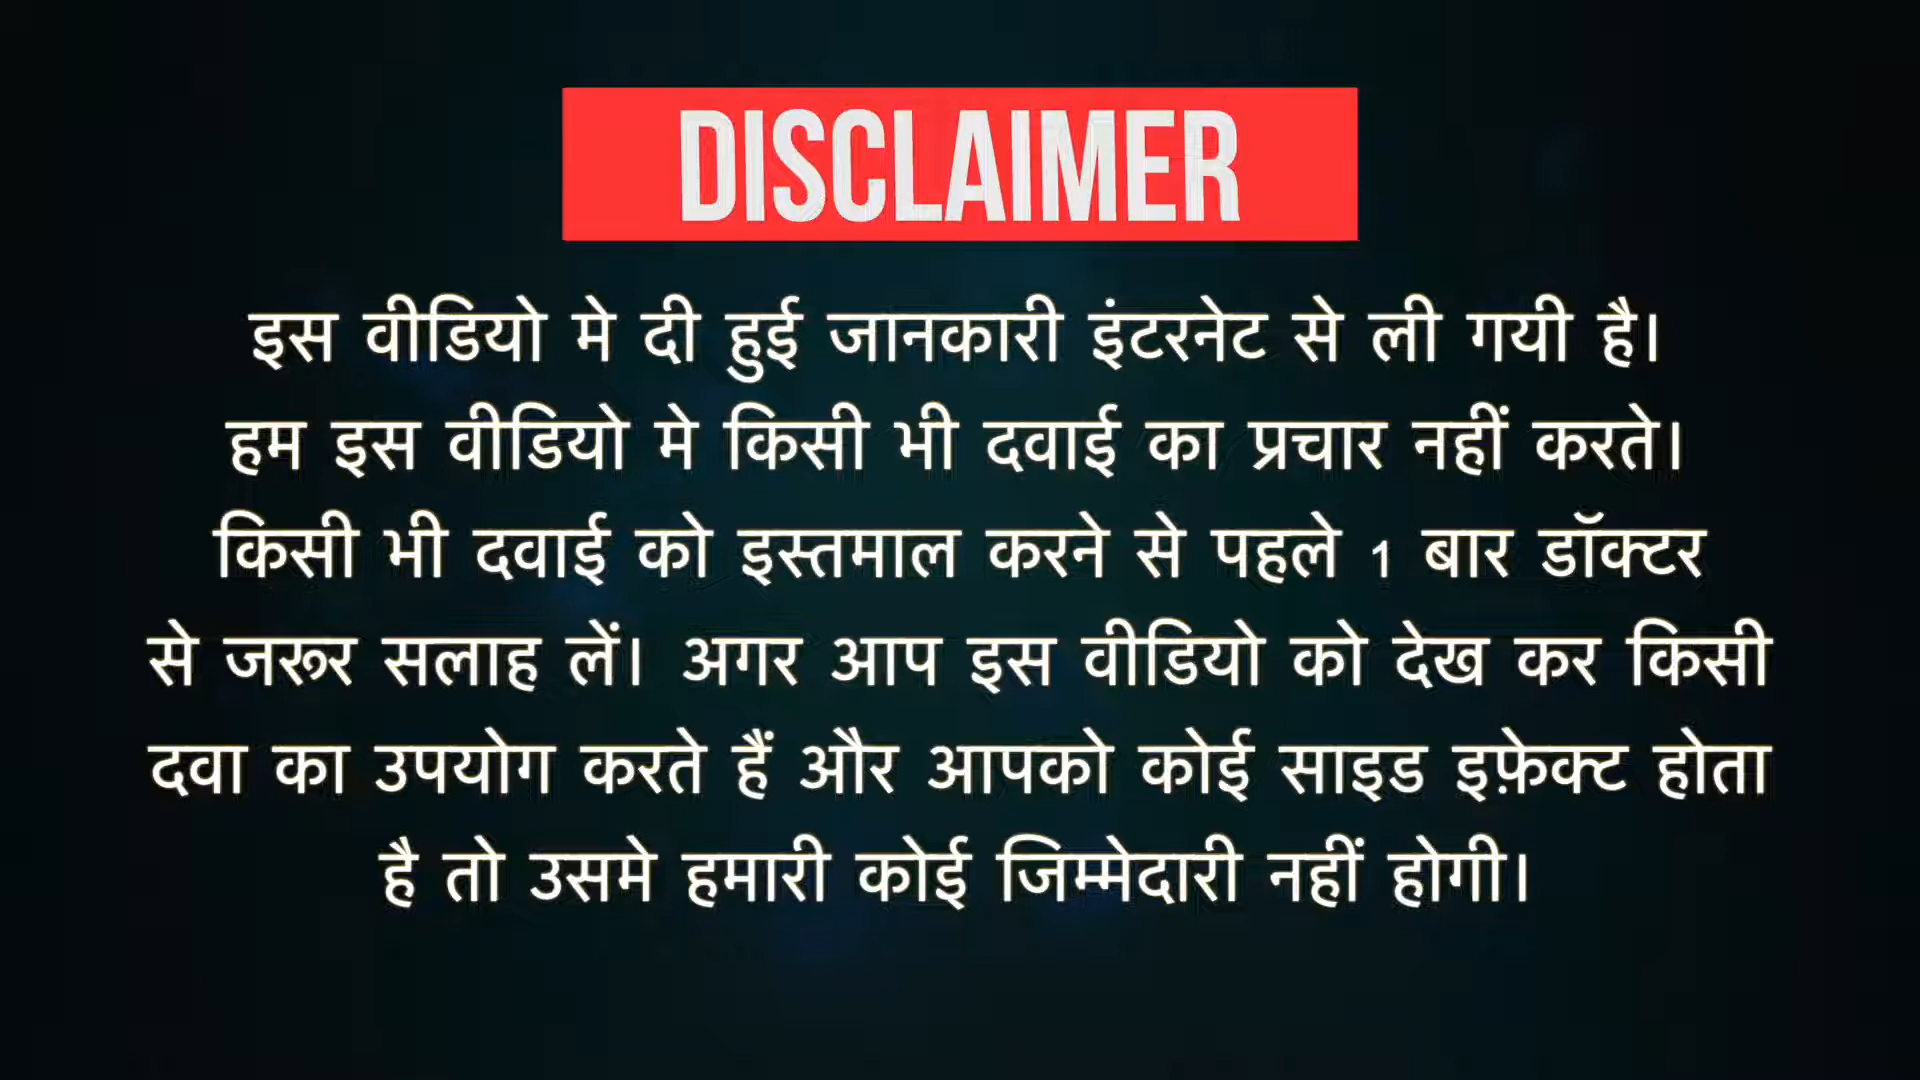 DISCLAIMER
इस वीडियो मे दी हुई जानकारी इंटरनेट से ली गयी है।
हम इस वीडियो मे किसी भी दवाई का प्रचार नहीं करते।
किसी भी दवाई को इस्तमाल करने से पहले 1 बार डॉक्टर
से जरूर सलाह लें। अगर आप इस वीडियो को देख कर किसी
दवा का उपयोग करते हैं और आपको कोई साइड इफ़ेक्ट होता
है तो उसमे हमारी कोई जिम्मेदारी नहीं होगी।